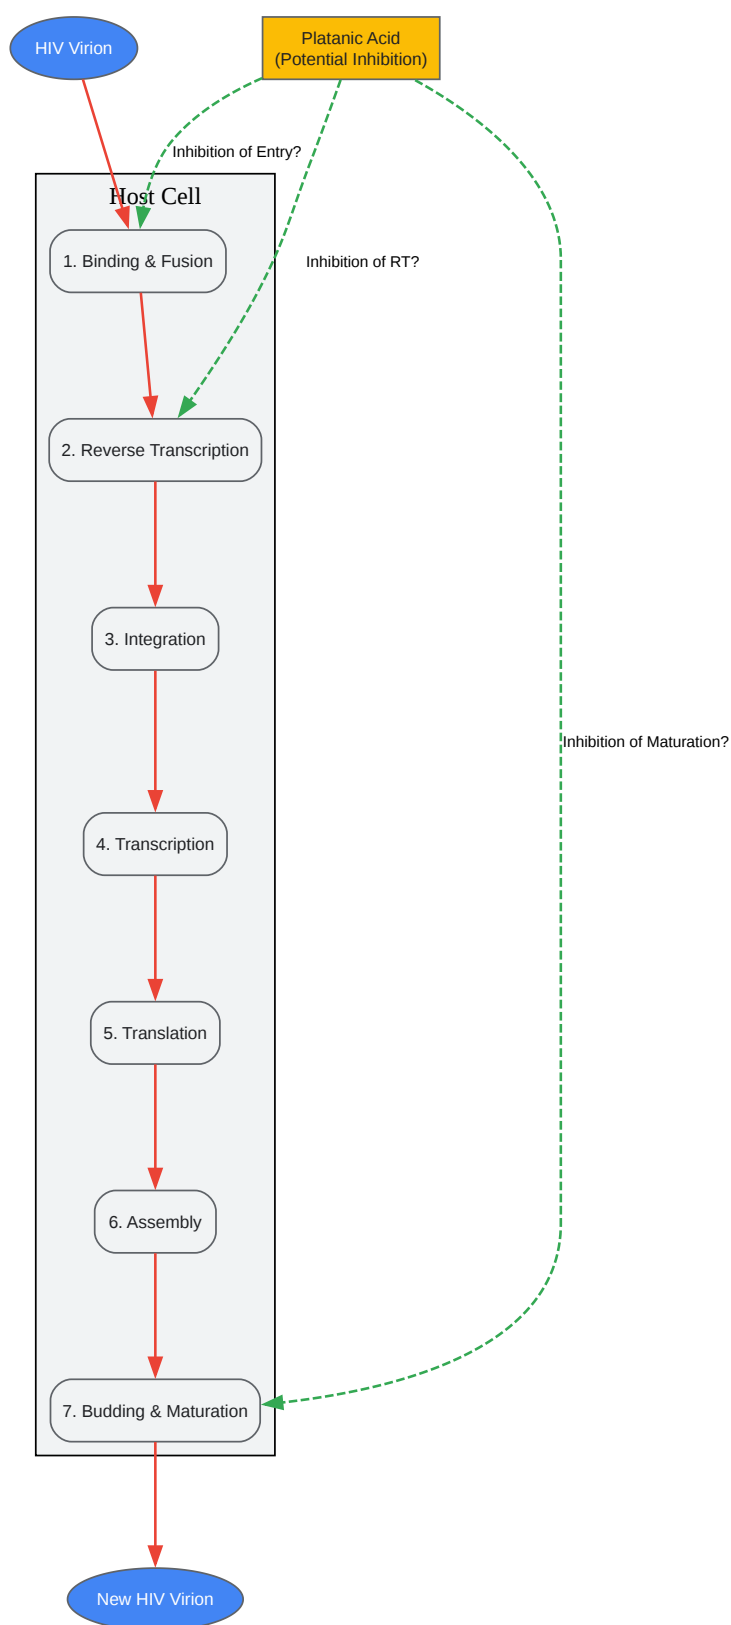 HIV Virion
Platanic Acid
(Potential Inhibition)
Inhibition of Entry?
Host Cell
1. Binding & Fusion
Inhibition of RT?
2. Reverse Transcription
3. Integration
Inhibition of Maturation?
4. Transcription
5. Translation
6. Assembly
7. Budding & Maturation
New HIV Virion